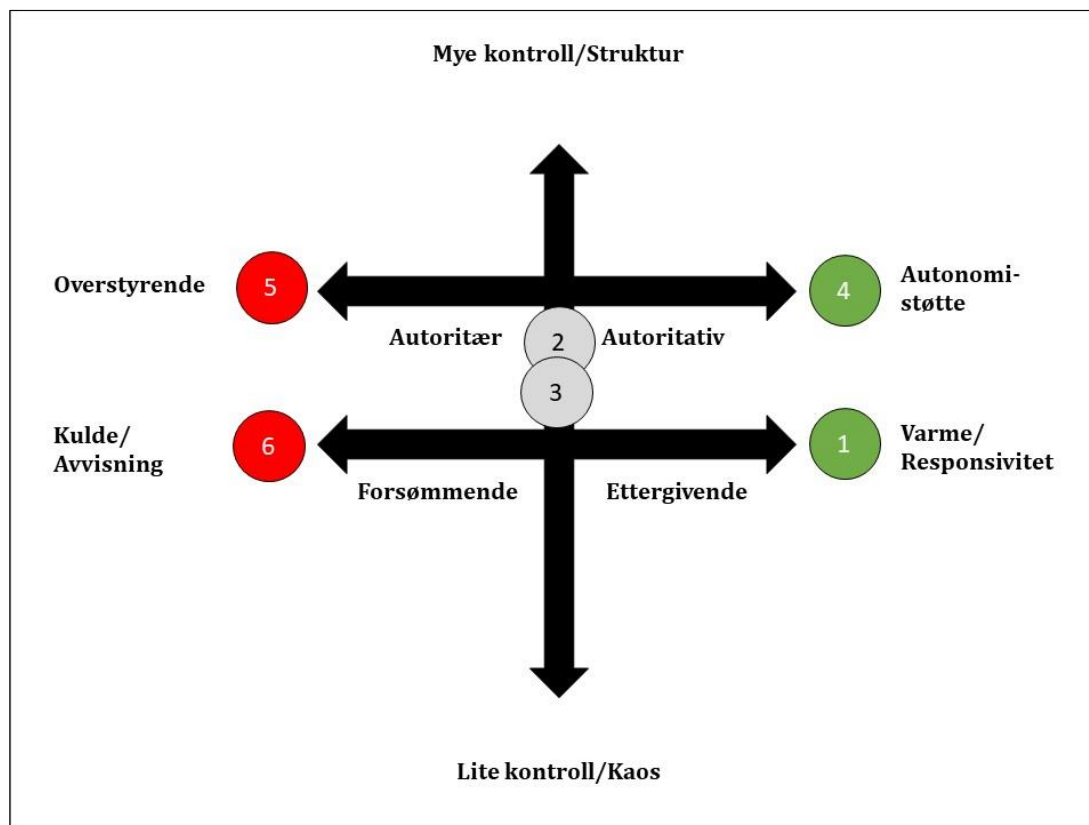 Mye kontroll/Struktur
Overstyrende
5
4
Autonomi-
støtte
Autoritær
2
Autoritativ
3
Kulde/
Avvisning
6
1
Varme/
Responsivitet
Forsømmende
Ettergivende
Lite kontroll/Kaos